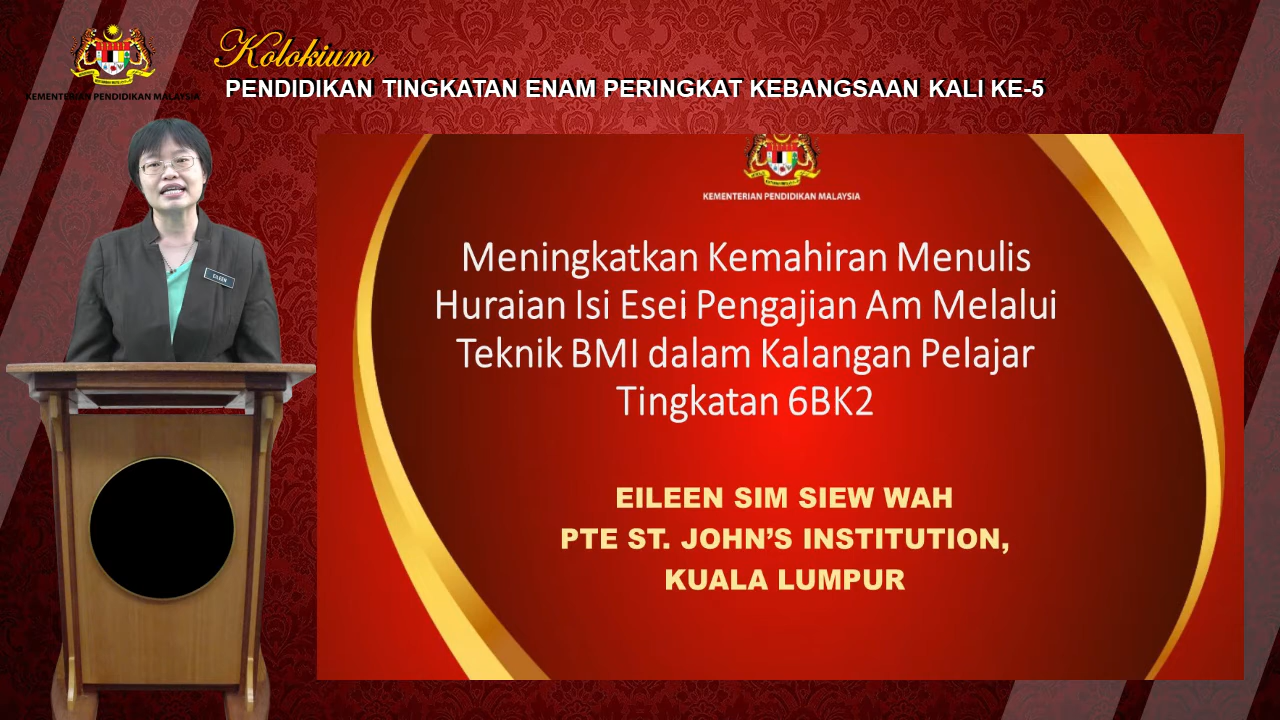 Kolokium
PENDIDIKAN TINGKATAN ENAM PERINGKAT KEBANGSAAN KALI KE-5
KEMENTERIAN PENDIDIKAN MALAYSIA
EILEEN
KEMENTERIAN PENDIDIKAN MALAYSIA
Meningkatkan Kemahiran Menulis
Huraian Isi Esei Pengajian Am Melalui
Teknik BMI dalam Kalangan Pelajar
Tingkatan 6BK2
EILEEN SIM SIEW WAH
PTE ST. JOHN’S INSTITUTION,
KUALA LUMPUR